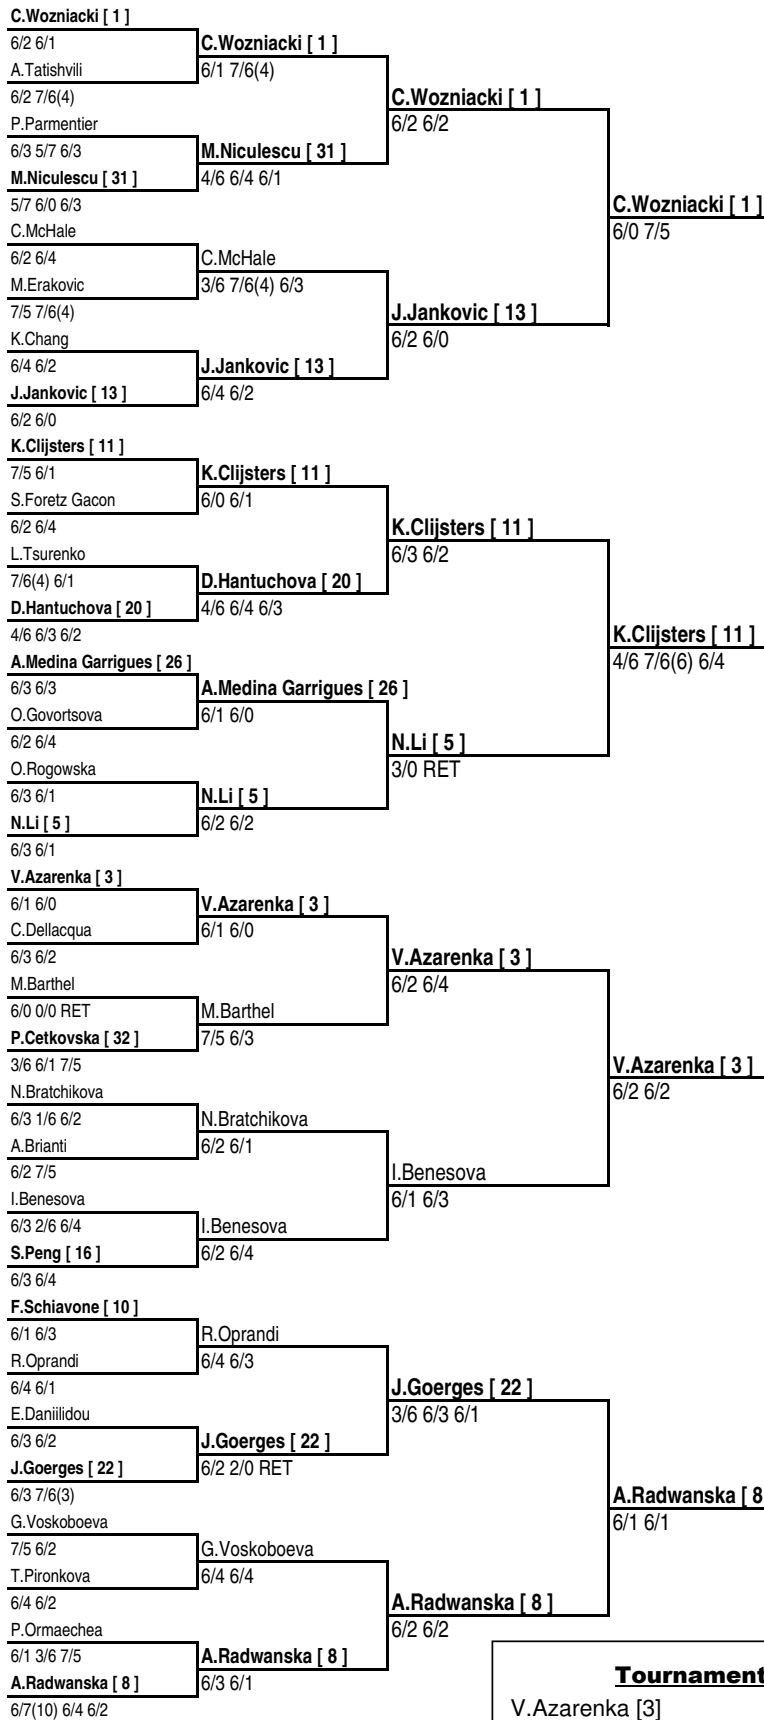 C.Wozniacki [ 1 ]
6/2 6/1
A.Tatishvili
6/2 7/6(4)
P.Parmentier
6/3 5/7 6/3
M.Niculescu [ 31 ]
5/7 6/0 6/3
C.McHale
6/2 6/4
M.Erakovic
7/5 7/6(4)
K.Chang
6/4 6/2
J.Jankovic [ 13 ]
6/2 6/0
K.Clijsters [ 11 ]
7/5 6/1
S.Foretz Gacon
6/2 6/4
L.Tsurenko
7/6(4) 6/1
D.Hantuchova [ 20 ]
4/6 6/3 6/2
A.Medina Garrigues [ 26 ]
6/3 6/3
O.Govortsova
6/2 6/4
O.Rogowska
6/3 6/1
N.Li [ 5 ]
6/3 6/1
V.Azarenka [ 3 ]
6/1 6/0
C.Dellacqua
6/3 6/2
M.Barthel
6/0 0/0 RET
P.Cetkovska [ 32 ]
3/6 6/1 7/5
N.Bratchikova
6/3 1/6 6/2
A.Brianti
6/2 7/5
I.Benesova
6/3 2/6 6/4
S.Peng [ 16 ]
6/3 6/4
F.Schiavone [ 10 ]
6/1 6/3
R.Oprandi
6/4 6/1
E.Daniilidou
6/3 6/2
J.Goerges [ 22 ]
6/3 7/6(3)
G.Voskoboeva
7/5 6/2
T.Pironkova
6/4 6/2
P.Ormaechea
6/1 3/6 7/5
A.Radwanska [ 8 ]
6/7(10) 6/4 6/2
C.Wozniacki [ 1 ]
6/1 7/6(4)
M.Niculescu [ 31 ]
4/6 6/4 6/1
C.McHale
3/6 7/6(4) 6/3
J.Jankovic [ 13 ]
6/4 6/2
K.Clijsters [ 11 ]
6/0 6/1
D.Hantuchova [ 20 ]
4/6 6/4 6/3
A.Medina Garrigues [ 26 ]
6/1 6/0
N.Li [ 5 ]
6/2 6/2
V.Azarenka [ 3 ]
6/1 6/0
M.Barthel
7/5 6/3
N.Bratchikova
6/2 6/1
I.Benesova
6/2 6/4
R.Oprandi
6/4 6/3
J.Goerges [ 22 ]
6/2 2/0 RET
G.Voskoboeva
6/4 6/4
A.Radwanska [ 8 ]
6/3 6/1
C.Wozniacki [ 1 ]
6/2 6/2
J.Jankovic [ 13 ]
6/2 6/0
K.Clijsters [ 11 ]
6/3 6/2
N.Li [ 5 ]
3/0 RET
V.Azarenka [ 3 ]
6/2 6/4
I.Benesova
6/1 6/3
J.Goerges [ 22 ]
3/6 6/3 6/1
A.Radwanska [ 8 ]
6/2 6/2
C.Wozniacki [ 1 ]
6/0 7/5
K.Clijsters [ 11 ]
4/6 7/6(6) 6/4
V.Azarenka [ 3 ]
6/2 6/2
A.Radwanska [ 8
6/1 6/1
Tournament
V.Azarenka [3]